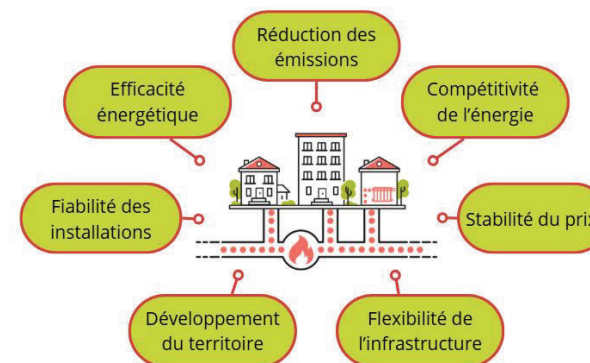 Réduction des
émissions
Efficacité
énergétique
Compétitivité
de l'énergie
Fiabilité des
installations
Stabilité du prix
Développement
du territoire
Flexibilité de
l'infrastructure